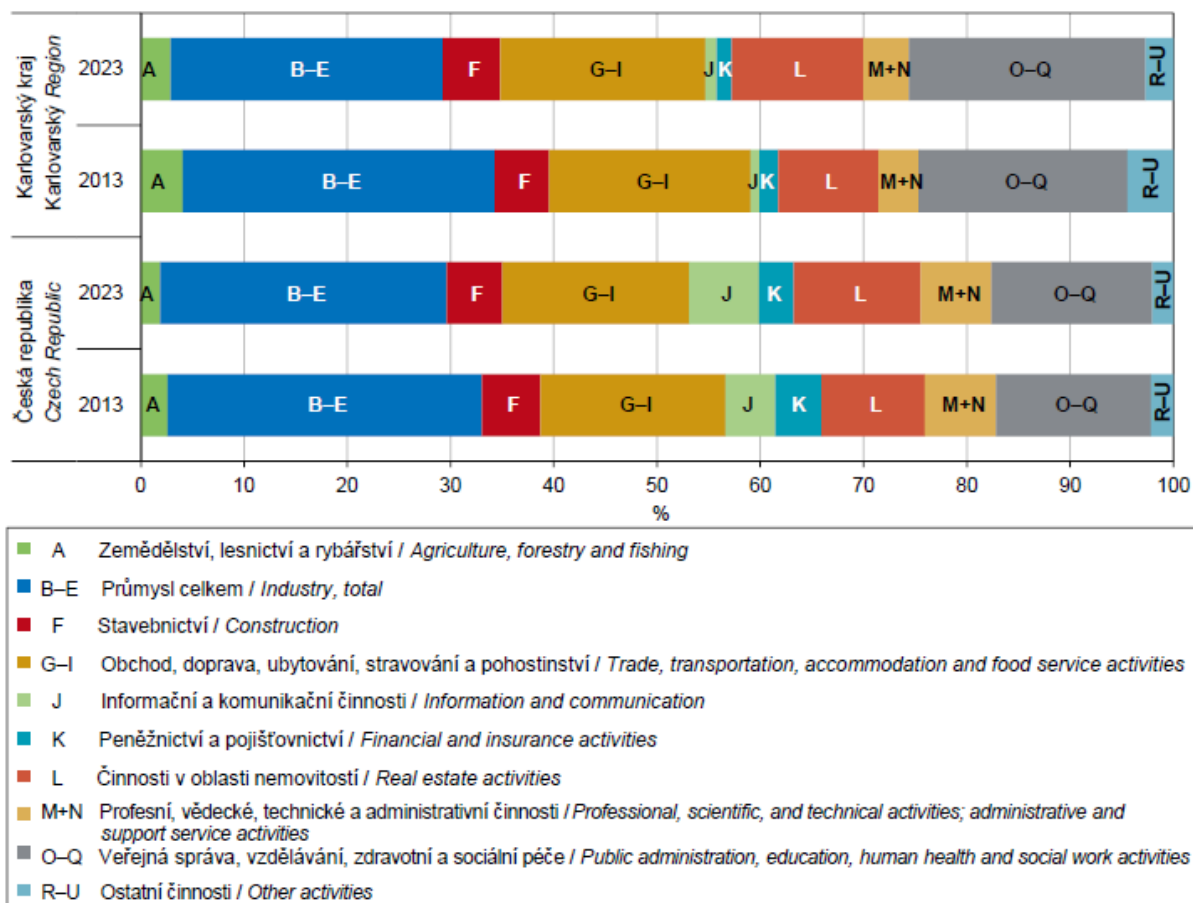 Karlovarský kraj
Karlovarský Region
2023
A B–E F G–I J K L M+N O–Q R–U
2013
A B–E F G–I J K L M+N O–Q R–U
Česká republika
Czech Republic
2023
A B–E F G–I J K L M+N O–Q R–U
2013
A B–E F G–I J K L M+N O–Q R–U
0 10 20 30 40 50 60 70 80 90 100
%
A Zemědělství, lesnictví a rybářství / Agriculture, forestry and fishing
B–E Průmysl celkem / Industry, total
F Stavebnictví / Construction
G–I Obchod, doprava, ubytování, stravování a pohostinství / Trade, transportation, accommodation and food service activities
J Informační a komunikační činnosti / Information and communication
K Peněžnictví a pojišťovnictví / Financial and insurance activities
L Činnosti v oblasti nemovitostí / Real estate activities
M+N Profesní, vědecké, technické a administrativní činnosti / Professional, scientific, and technical activities; administrative and
support service activities
O–Q Veřejná správa, vzdělávání, zdravotní a sociální péče / Public administration, education, human health and social work activities
R–U Ostatní činnosti / Other activities